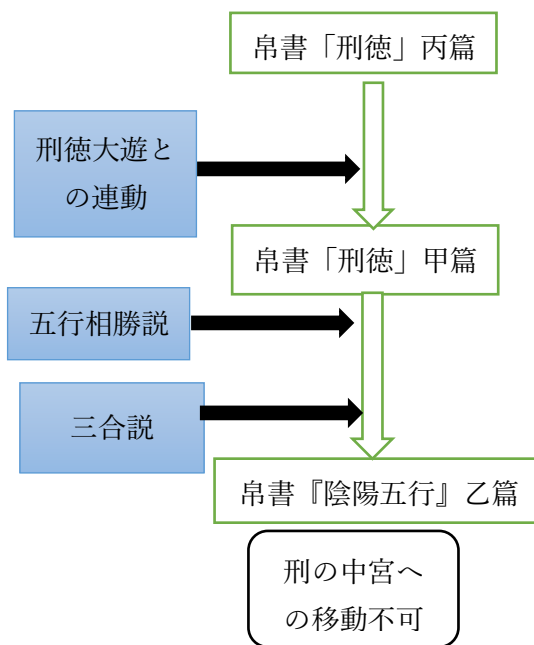 帛書「刑徳」丙篇
刑徳大遊と
の連動
帛書「刑徳」甲篇
五行相勝説
三合説
帛書『陰陽五行』乙篇
刑の中宮へ
の移動不可